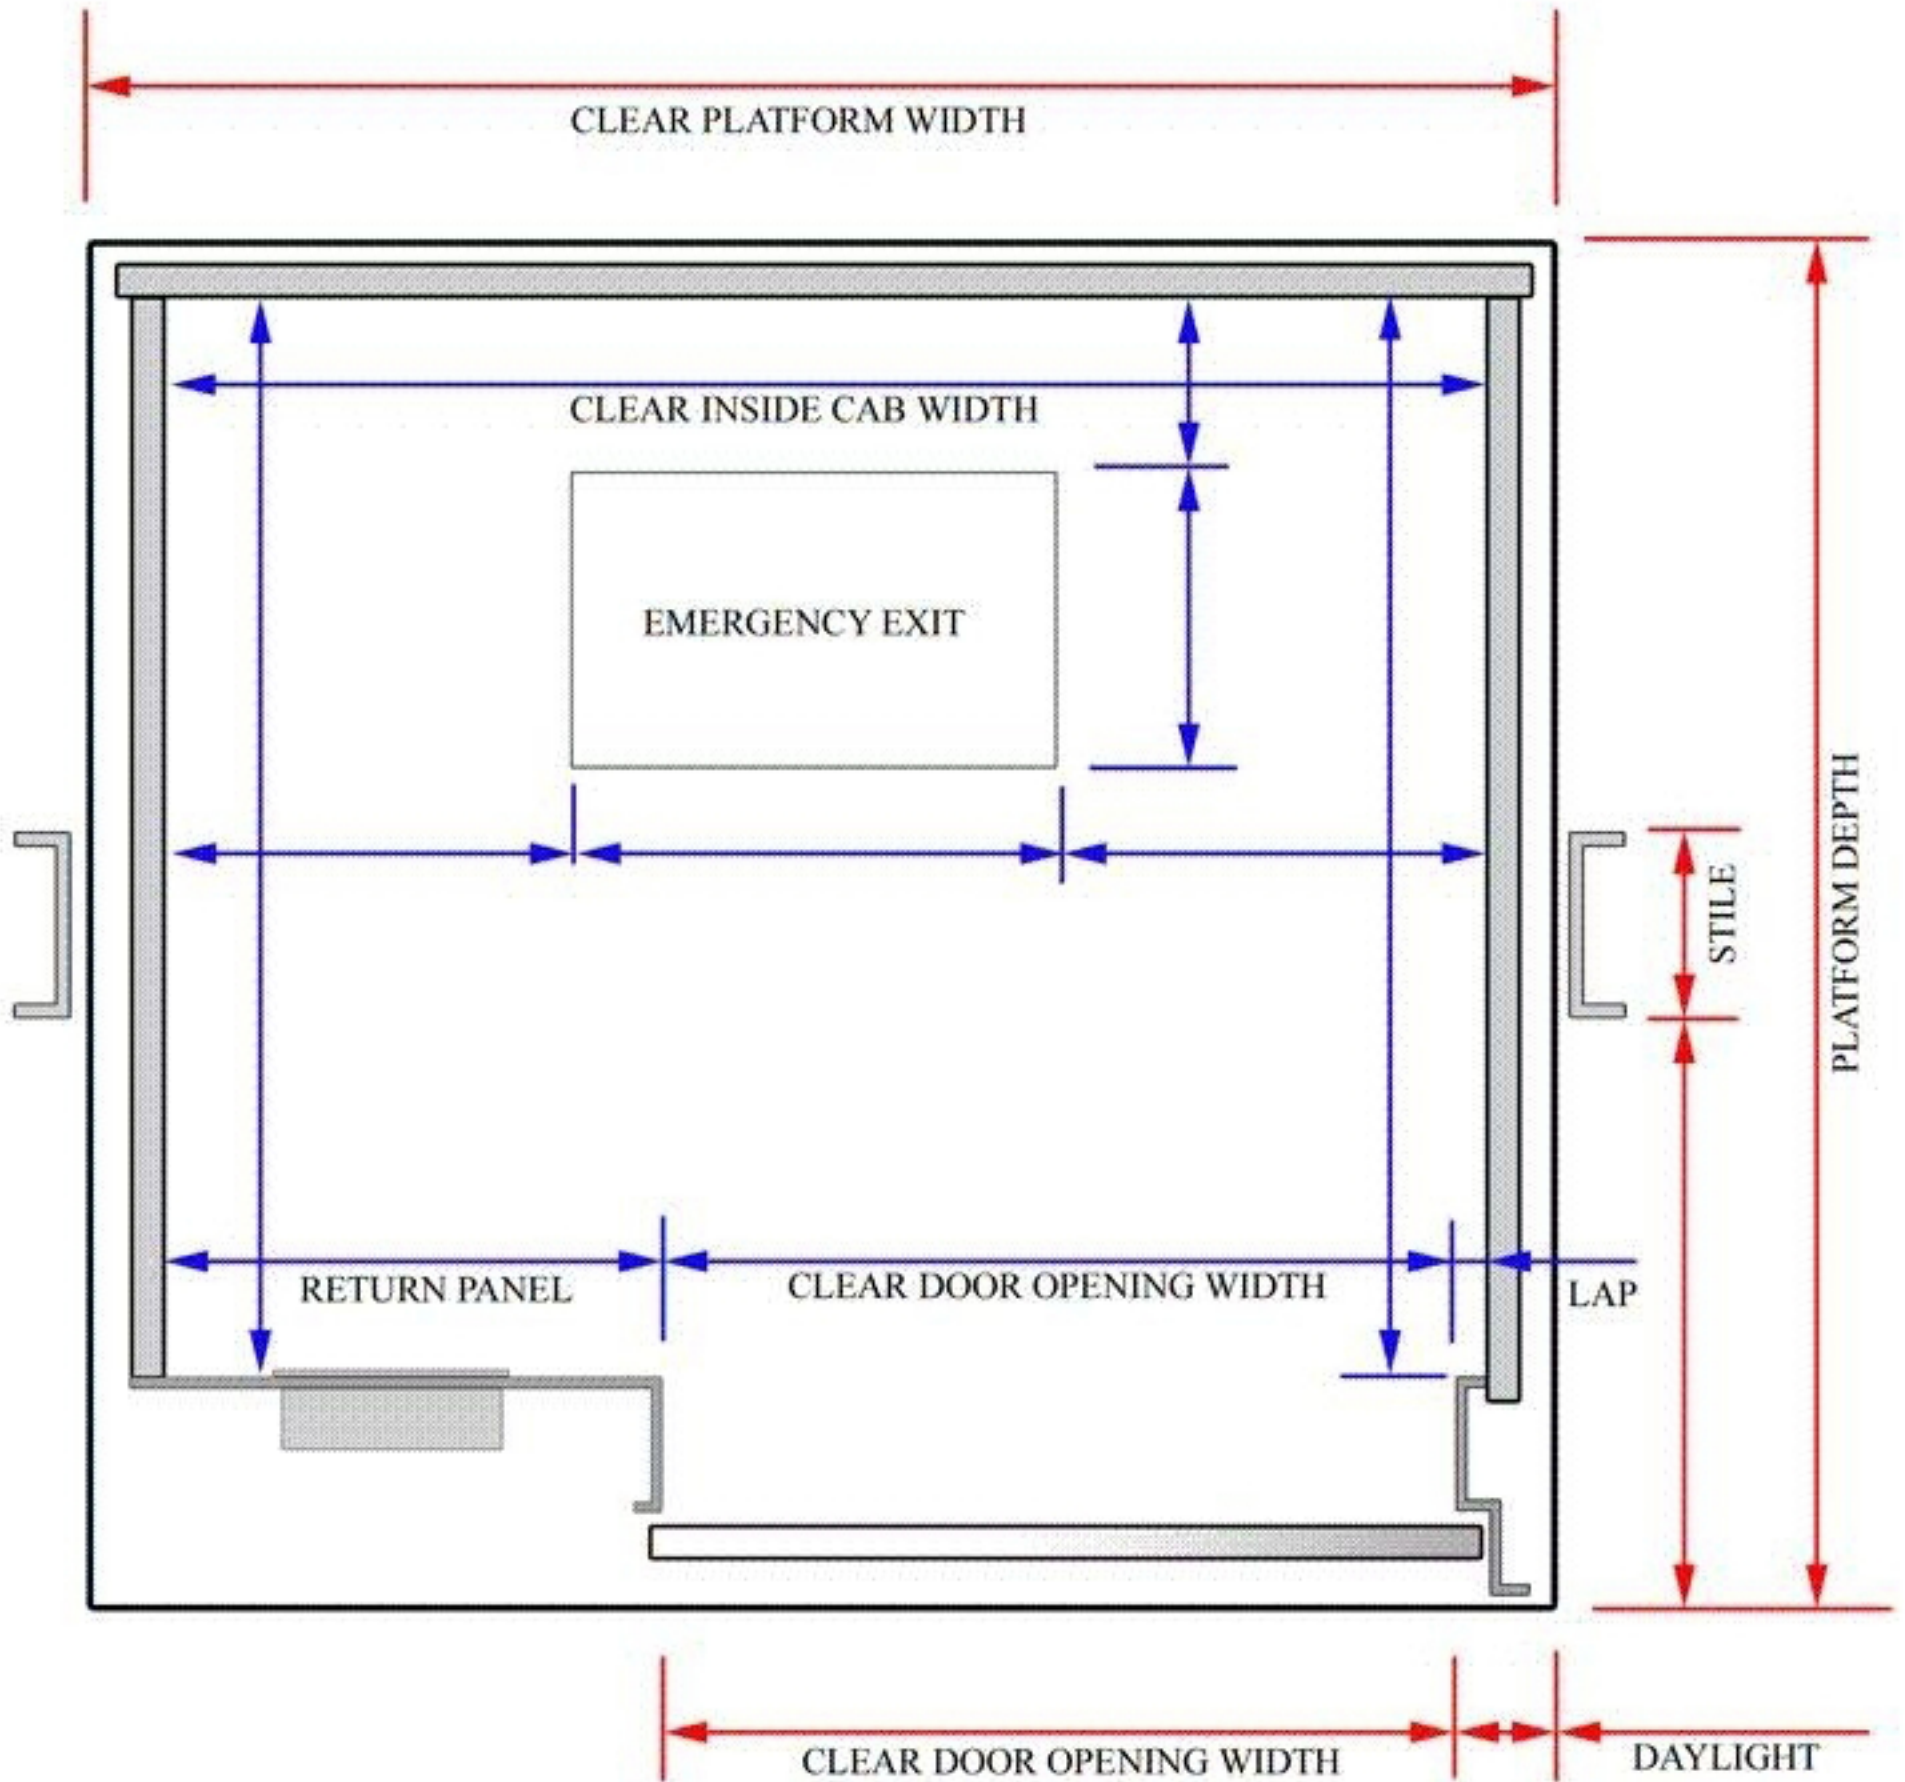 CLEAR PLATFORM WIDTH
CLEAR INSIDE CAB WIDTH
EMERGENCY EXIT
STILE
PLATFORM DEPTH
RETURN PANEL
CLEAR DOOR OPENING WIDTH
LAP
CLEAR DOOR OPENING WIDTH
DAYLIGHT